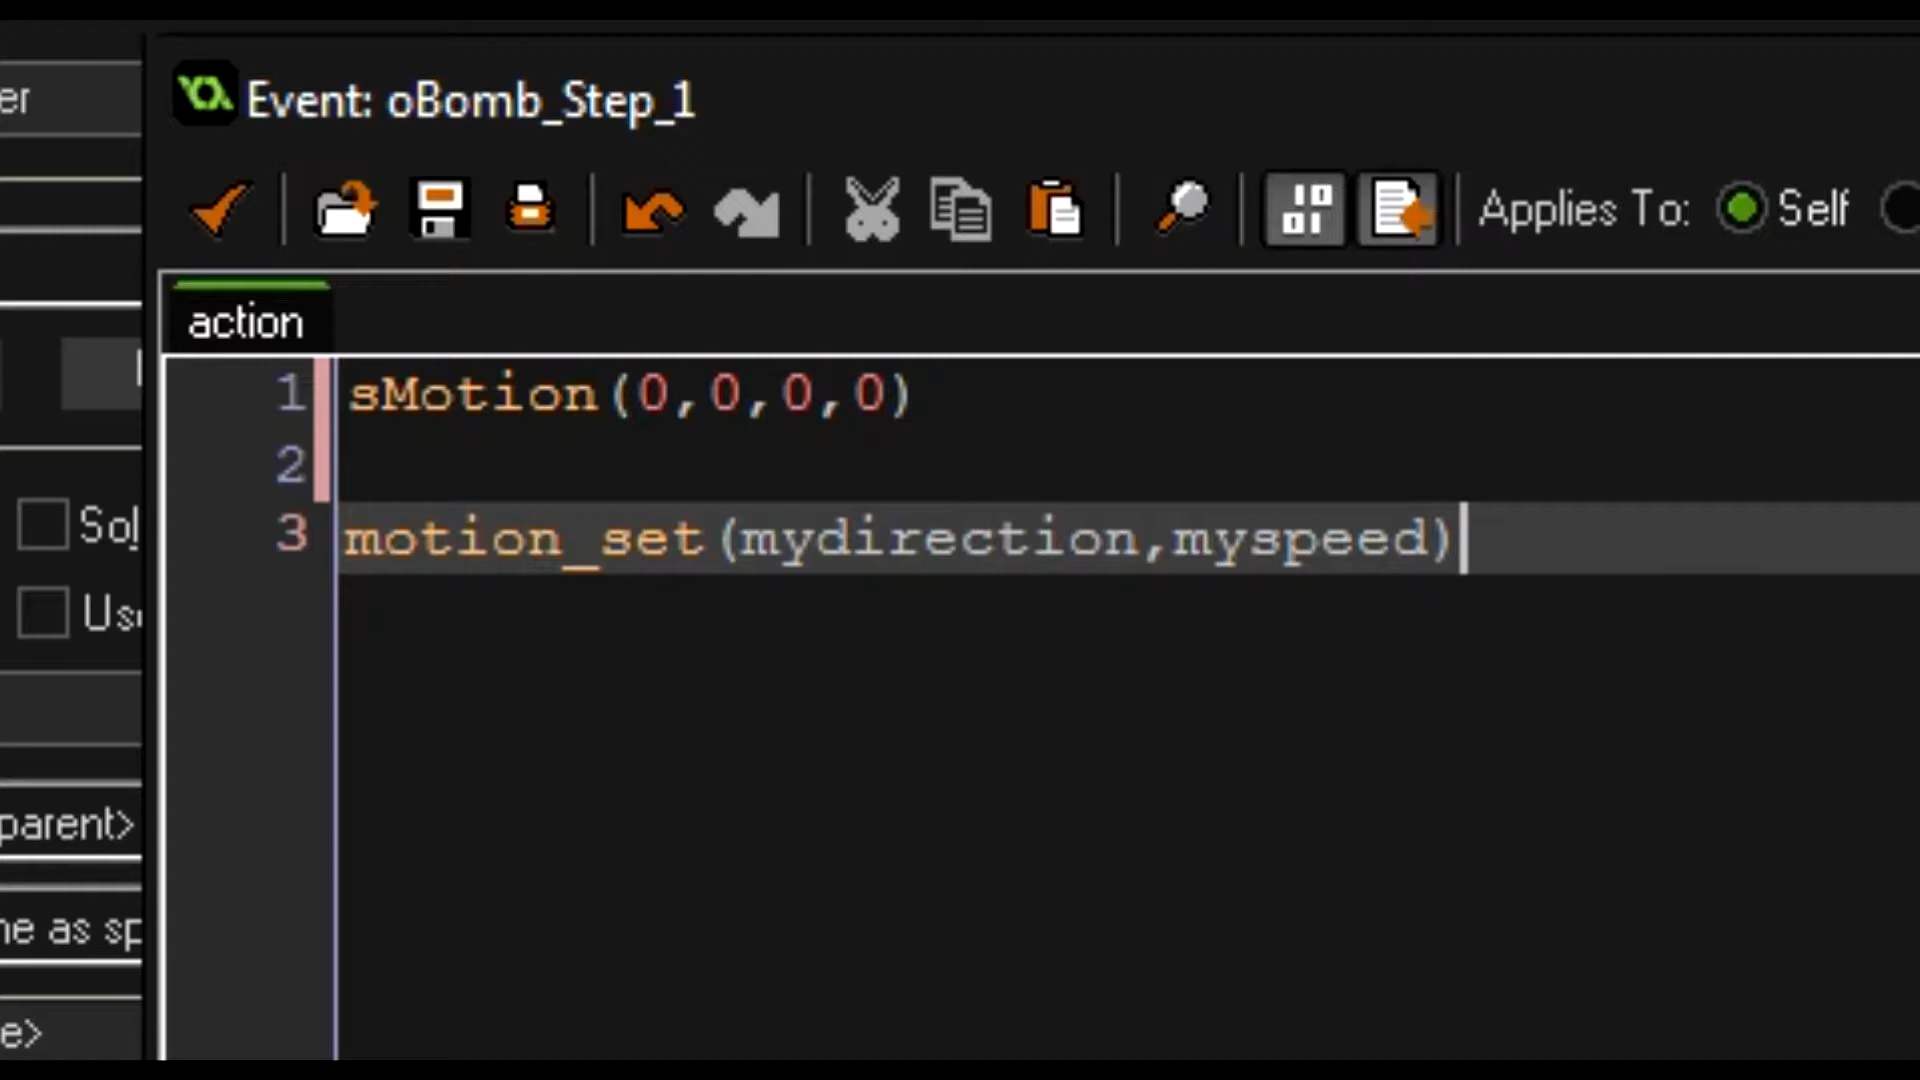 er
Event: oBomb_Step_1
Applies To: Self
action
1 sMotion(0,0,0,0)
2
3 motion_set(mydirection,myspeed)
parent>
as
e>